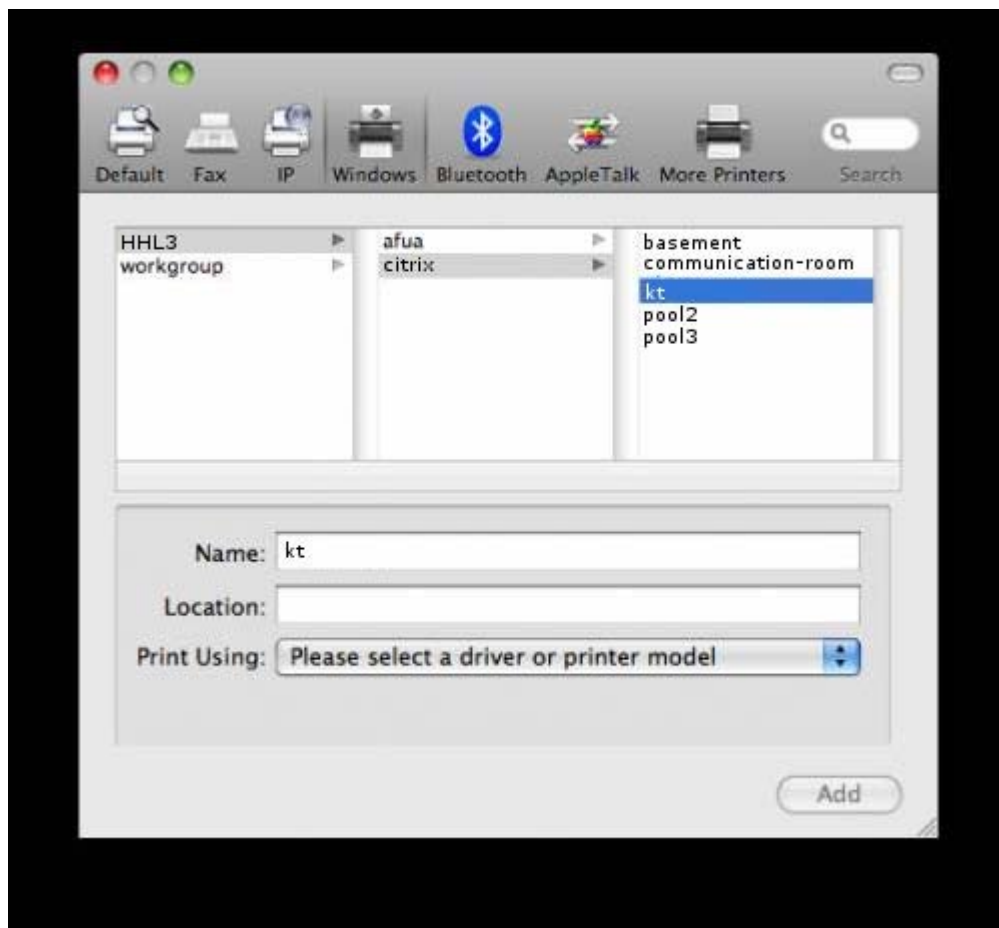 Default Fax IP Windows Bluetooth AppleTalk More Printers Search
HHL3
workgroup
afua
citrix
basement
communication-room
kt
pool2
pool3
Name: kt
Location:
Print Using: Please select a driver or printer model
Add